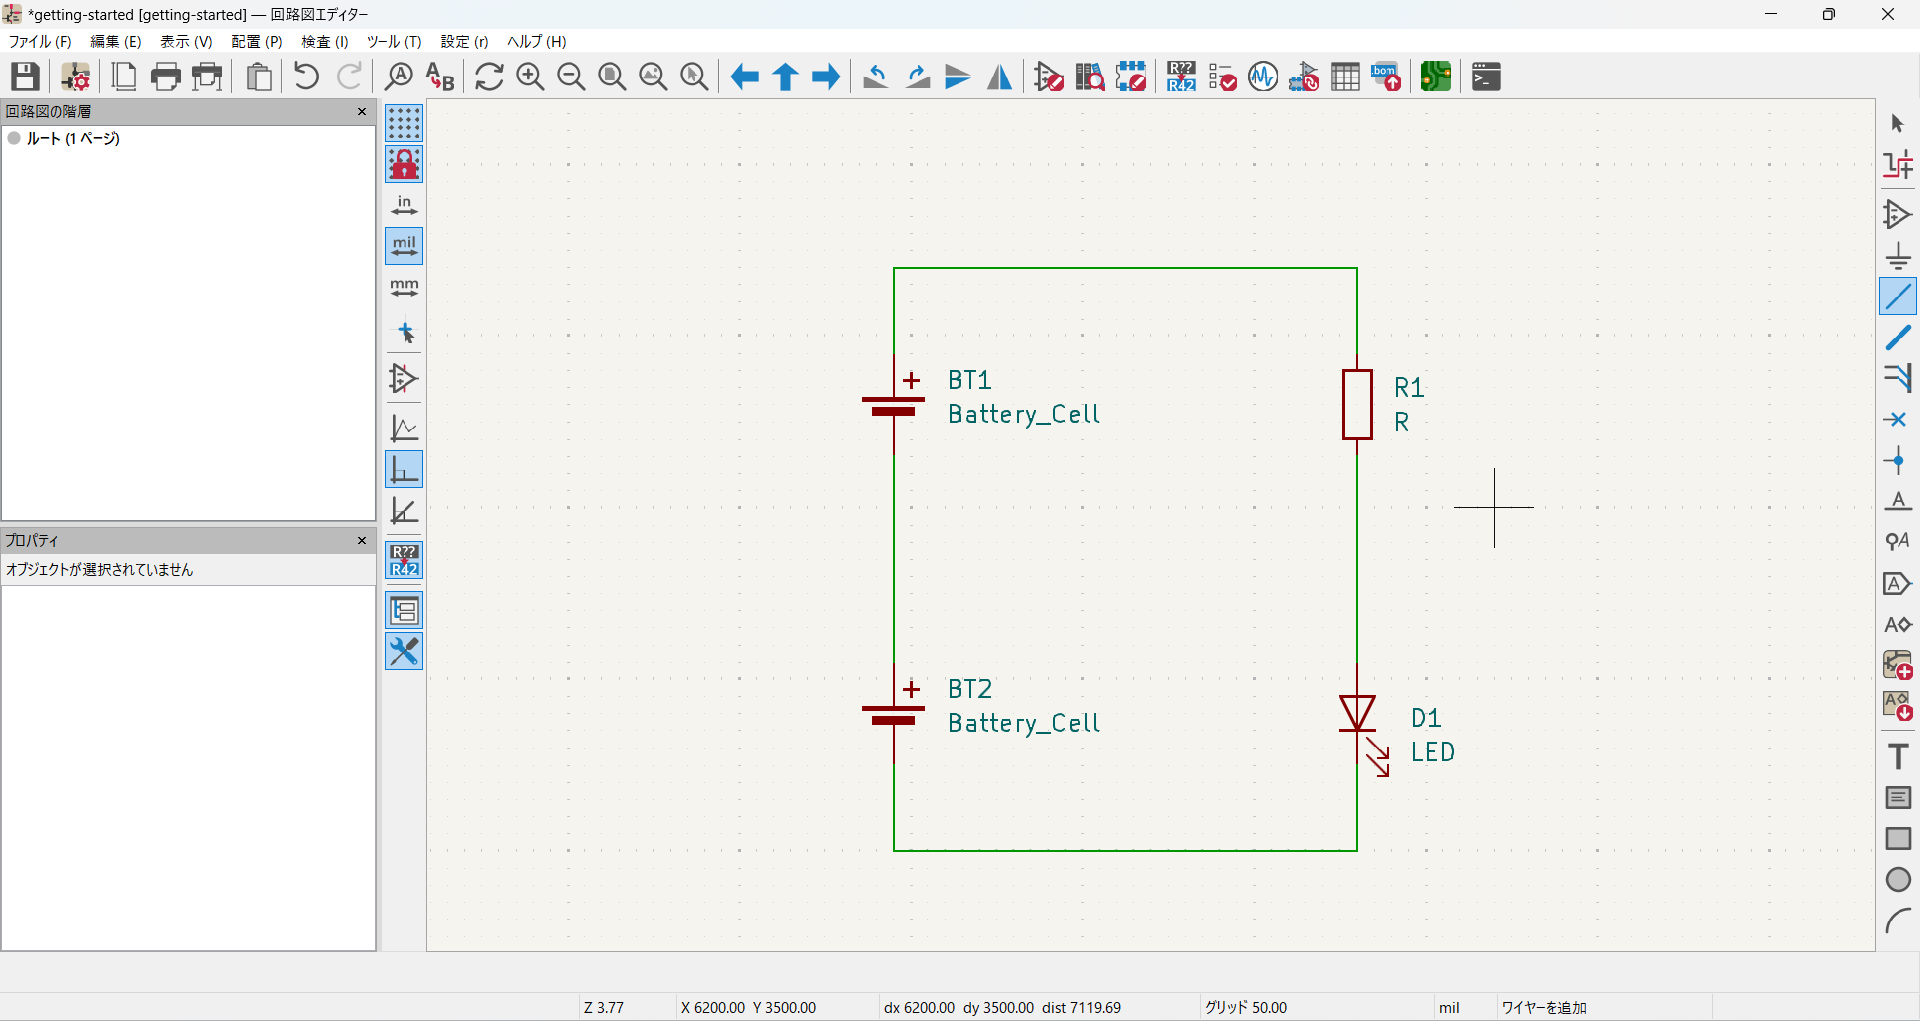 *getting-started [getting-started] — 回路図エディター
ファイル (F) 編集 (E) 表示 (V) 配置 (P) 検査 (I) ツール (T) 設定 (r) ヘルプ (H)
A
A B
R?? R42
.bom
回路図の階層
ルート (1 ページ)
in
mil
mm
R??
R42
プロパティ
オブジェクトが選択されていません
+ BT1
Battery_Cell
R1
R
+ BT2
Battery_Cell
D1
LED
A
A
A
A
A
T
Z 3.77 X 6200.00 Y 3500.00 dx 6200.00 dy 3500.00 dist 7119.69 グリッド 50.00 mil ワイヤーを追加